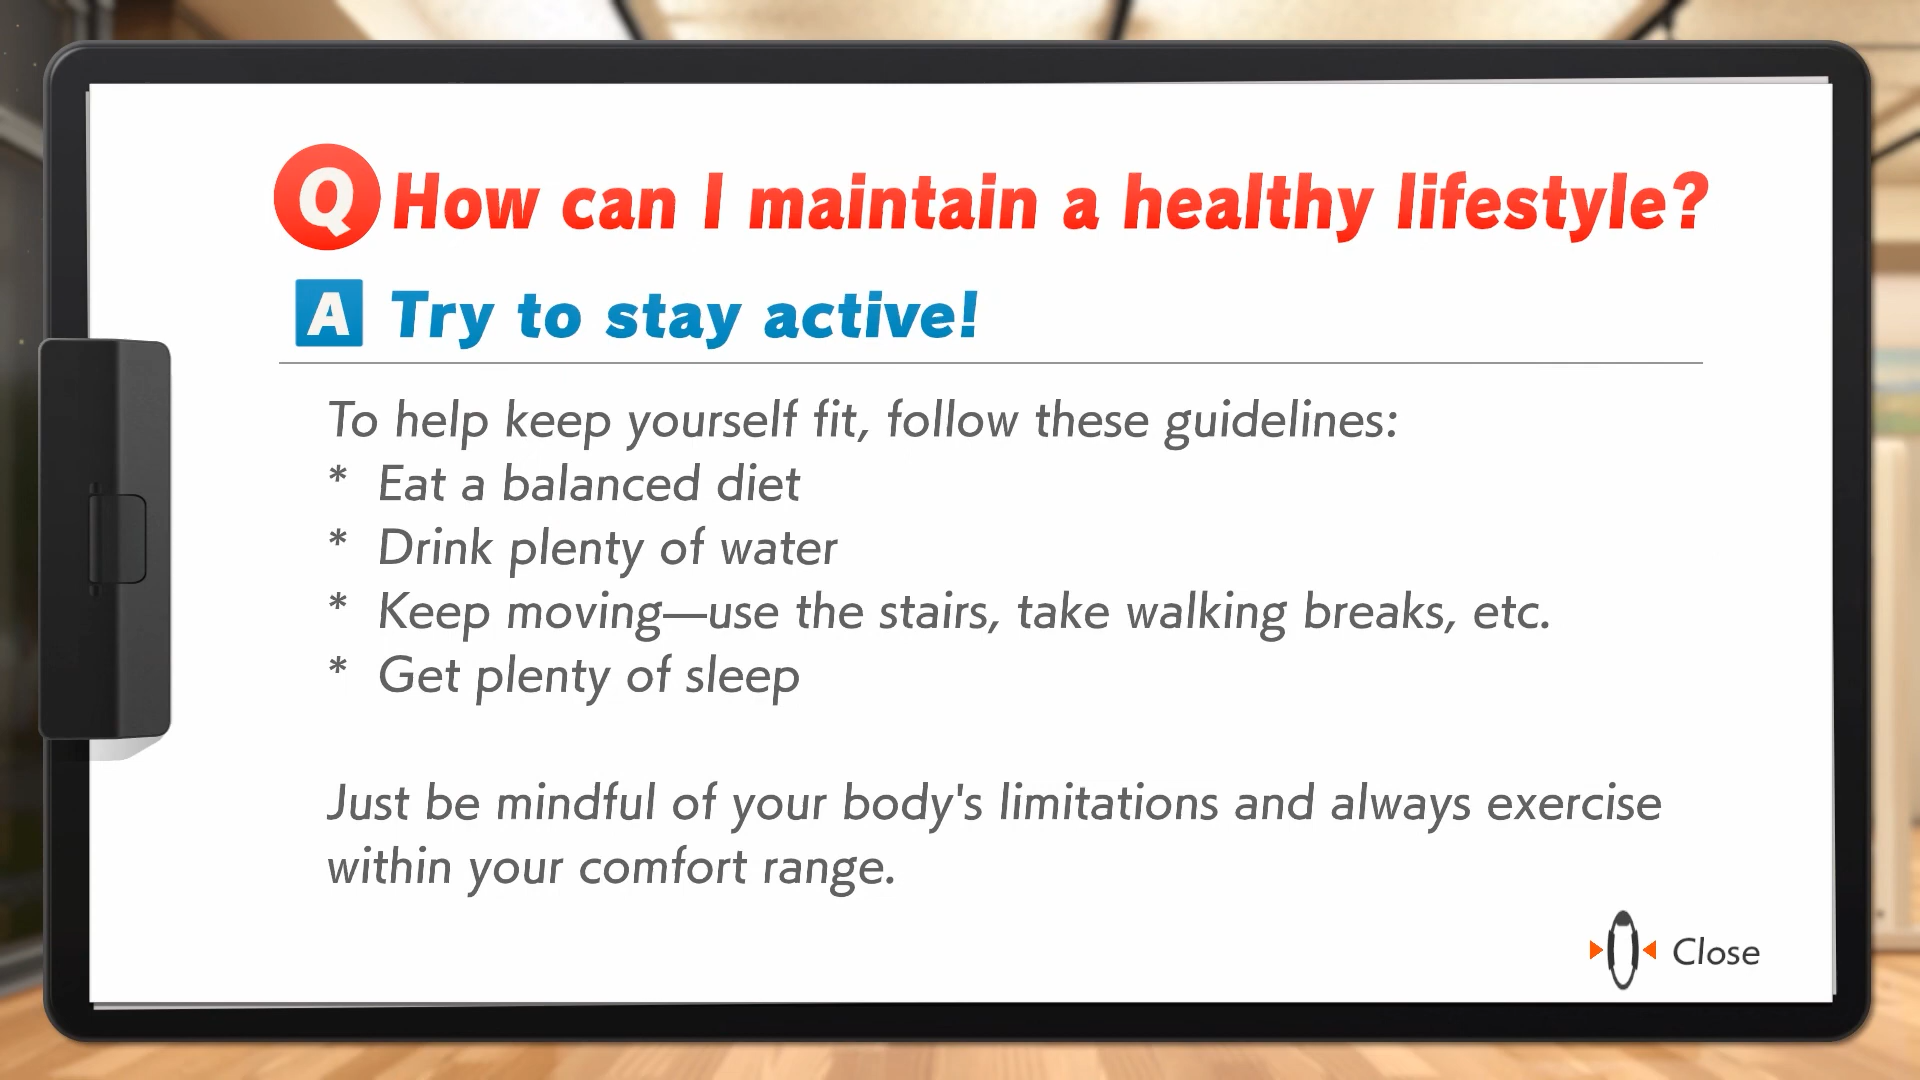 Q How can I maintain a healthy lifestyle?
A Try to stay active!
To help keep yourself fit, follow these guidelines:
* Eat a balanced diet
* Drink plenty of water
* Keep moving—use the stairs, take walking breaks, etc.
* Get plenty of sleep
Just be mindful of your body's limitations and always exercise
within your comfort range.
Close